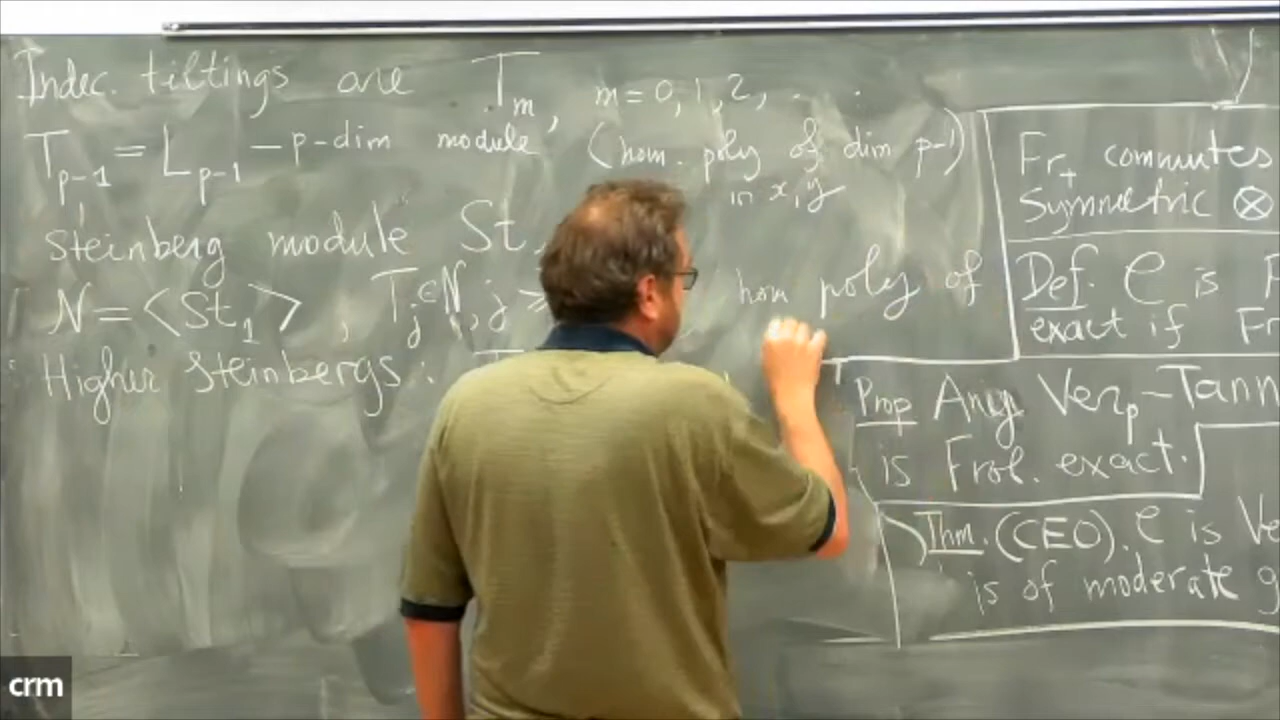 Indec. tiltings are T_m, m=0,1,2,...
T_{p-1} = L_{p-1} - p-dim module (hom. poly of dim p-1)
in x,y
Steinberg module St
N = <St_1>, T_j ∈ N, j ≥
hom poly of
Higher Steinbergs:
Fr_+ commutes
Symmetric ⊗
Def. C is F
exact if Fr
Prop Any Ver_p-Tann
is Frob. exact.
Thm. (CEO). C is Ve
is of moderate g
crm